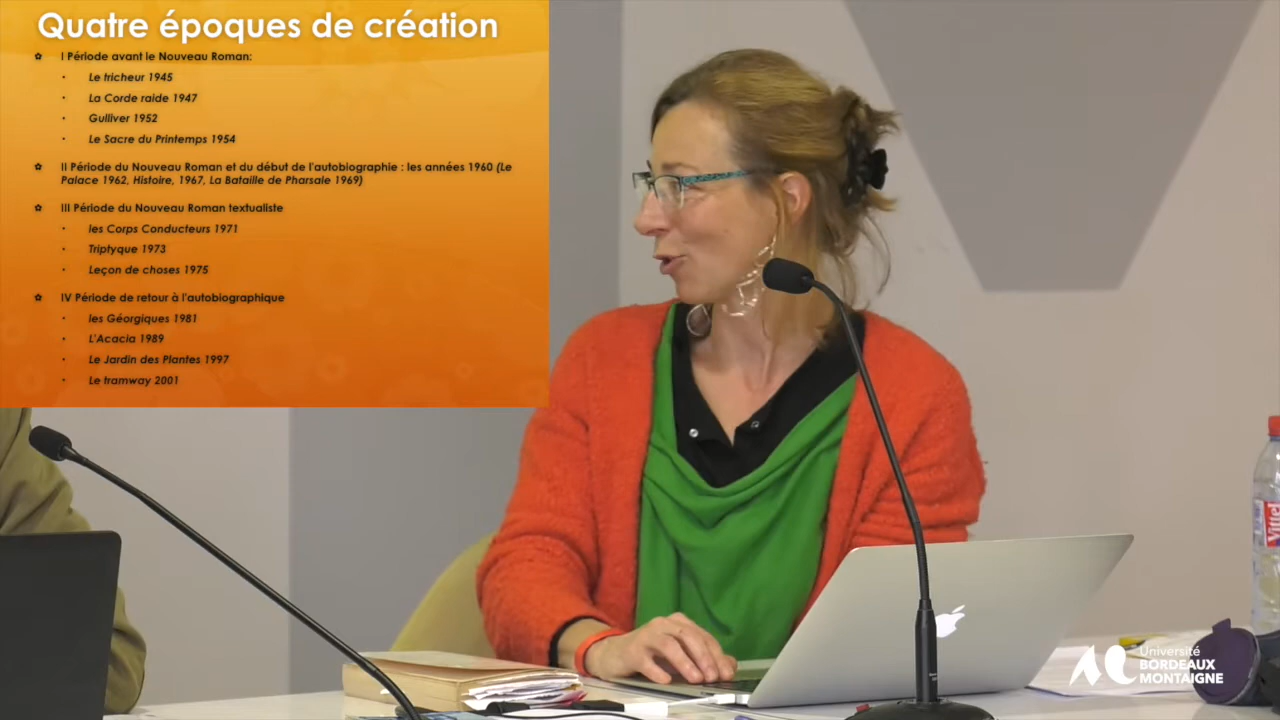 Quatre époques de création
I Période avant le Nouveau Roman:
Le tricheur 1945
La Corde raide 1947
Gulliver 1952
Le Sacre du Printemps 1954
II Période du Nouveau Roman et du début de l'autobiographie : les années 1960 (Le
Palace 1962, Histoire, 1967, La Bataille de Pharsale 1969)
III Période du Nouveau Roman textualiste
les Corps Conducteurs 1971
Triptyque 1973
Leçon de choses 1975
IV Période de retour à l'autobiographique
les Géorgiques 1981
L'Acacia 1989
Le Jardin des Plantes 1997
Le tramway 2001
Vittel
Université
BORDEAUX
MONTAIGNE